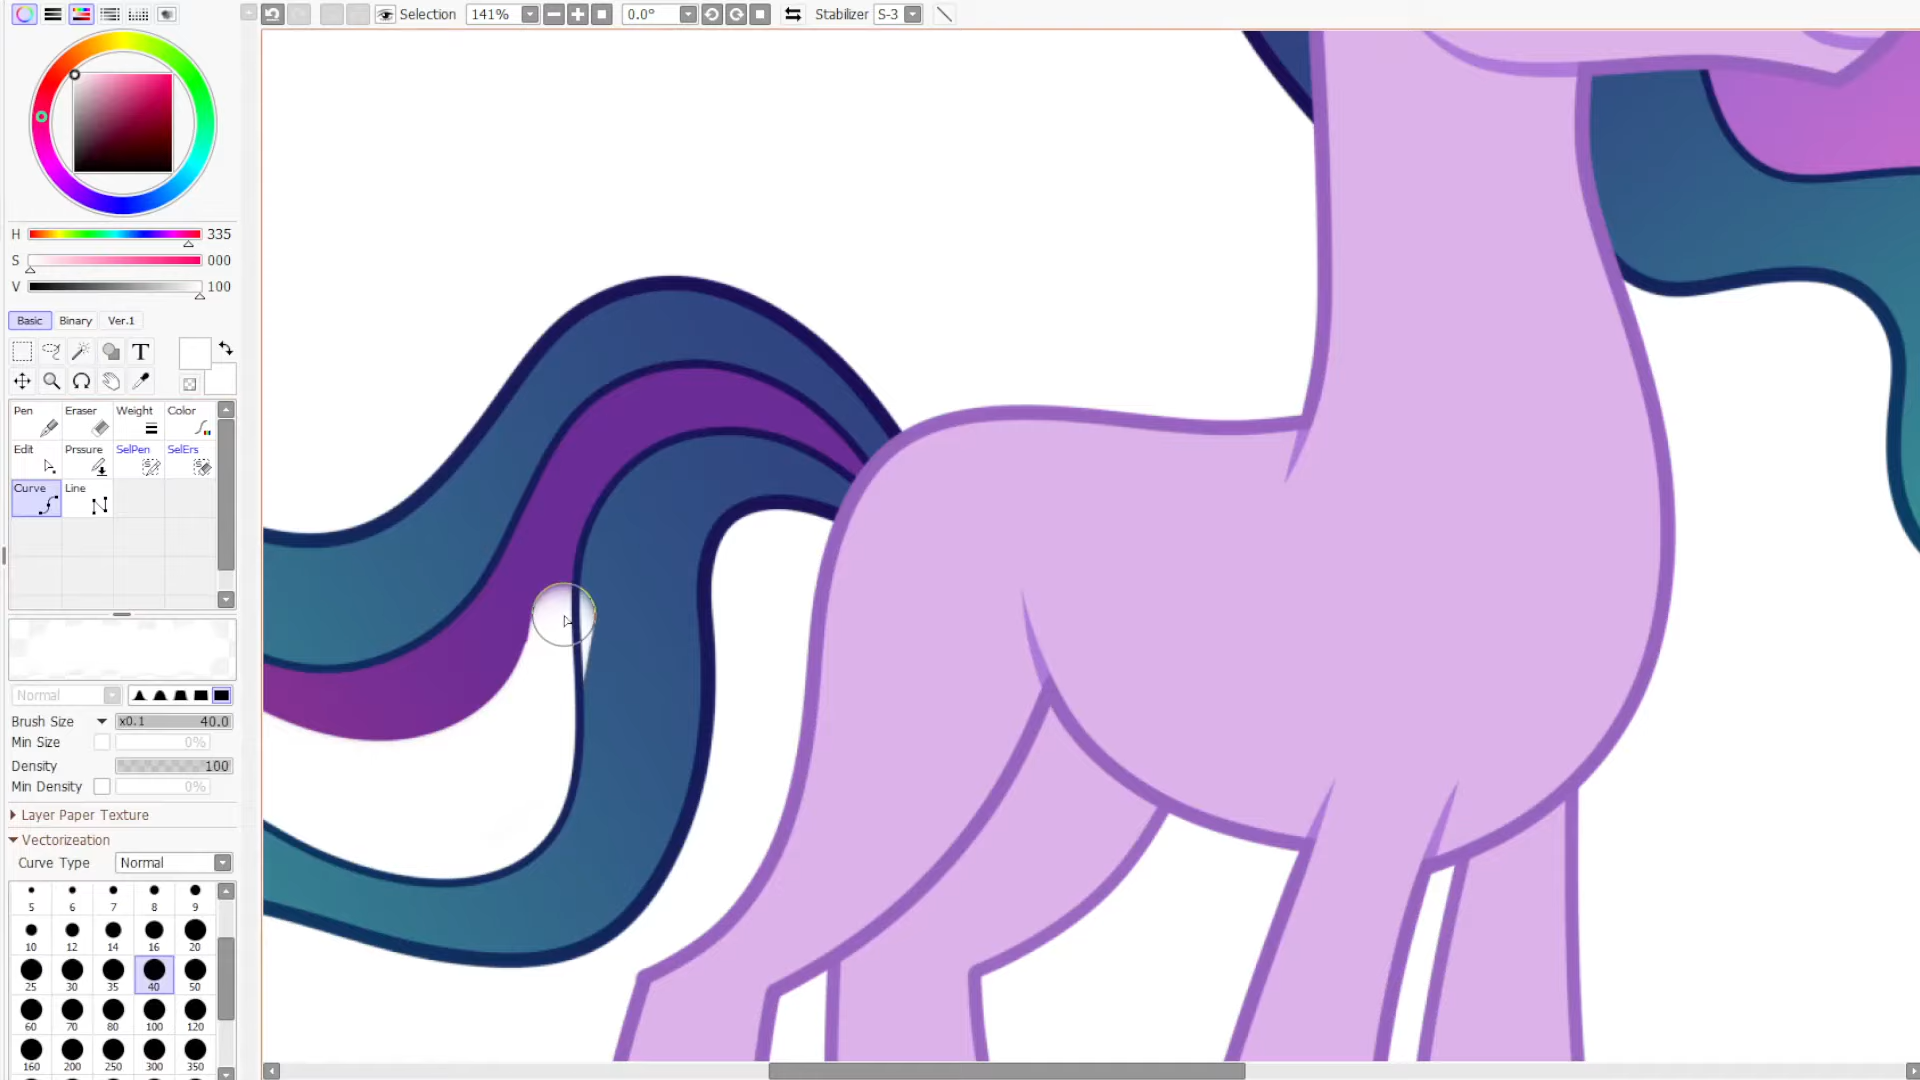 Selection 141% 0.0° Stabilizer S-3
H 335
S 000
V 100
Basic Binary Ver.1
T
Pen Eraser Weight Color
Edit Prssure SelPen SelErs
Curve Line
Normal
Brush Size x0.1 40.0
Min Size 0%
Density 100
Min Density 0%
Layer Paper Texture
Vectorization
Curve Type Normal
5 6 7 8 9
10 12 14 16 20
25 30 35 40 50
60 70 80 100 120
160 200 250 300 350